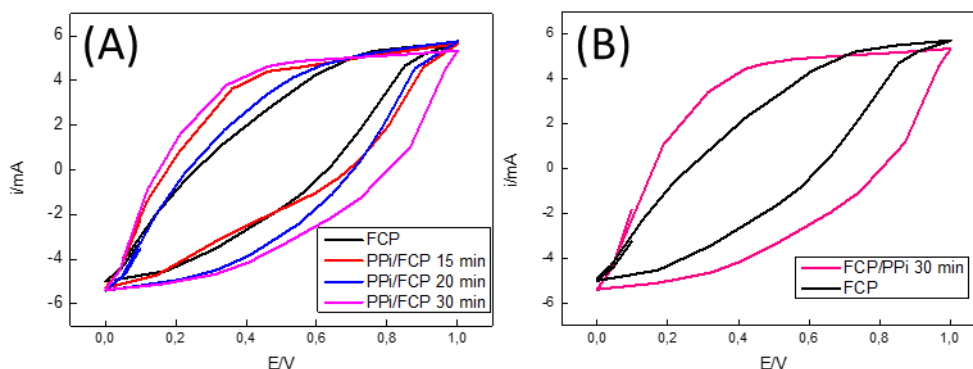 (A)
6
4
2
0
-2
-4
-6
i/mA
0,0 0,2 0,4 0,6 0,8 1,0
E/V
FCP
PPi/FCP 15 min
PPi/FCP 20 min
PPi/FCP 30 min
(B)
6
4
2
0
-2
-4
-6
i/mA
0,0 0,2 0,4 0,6 0,8 1,0
E/V
FCP/PPi 30 min
FCP